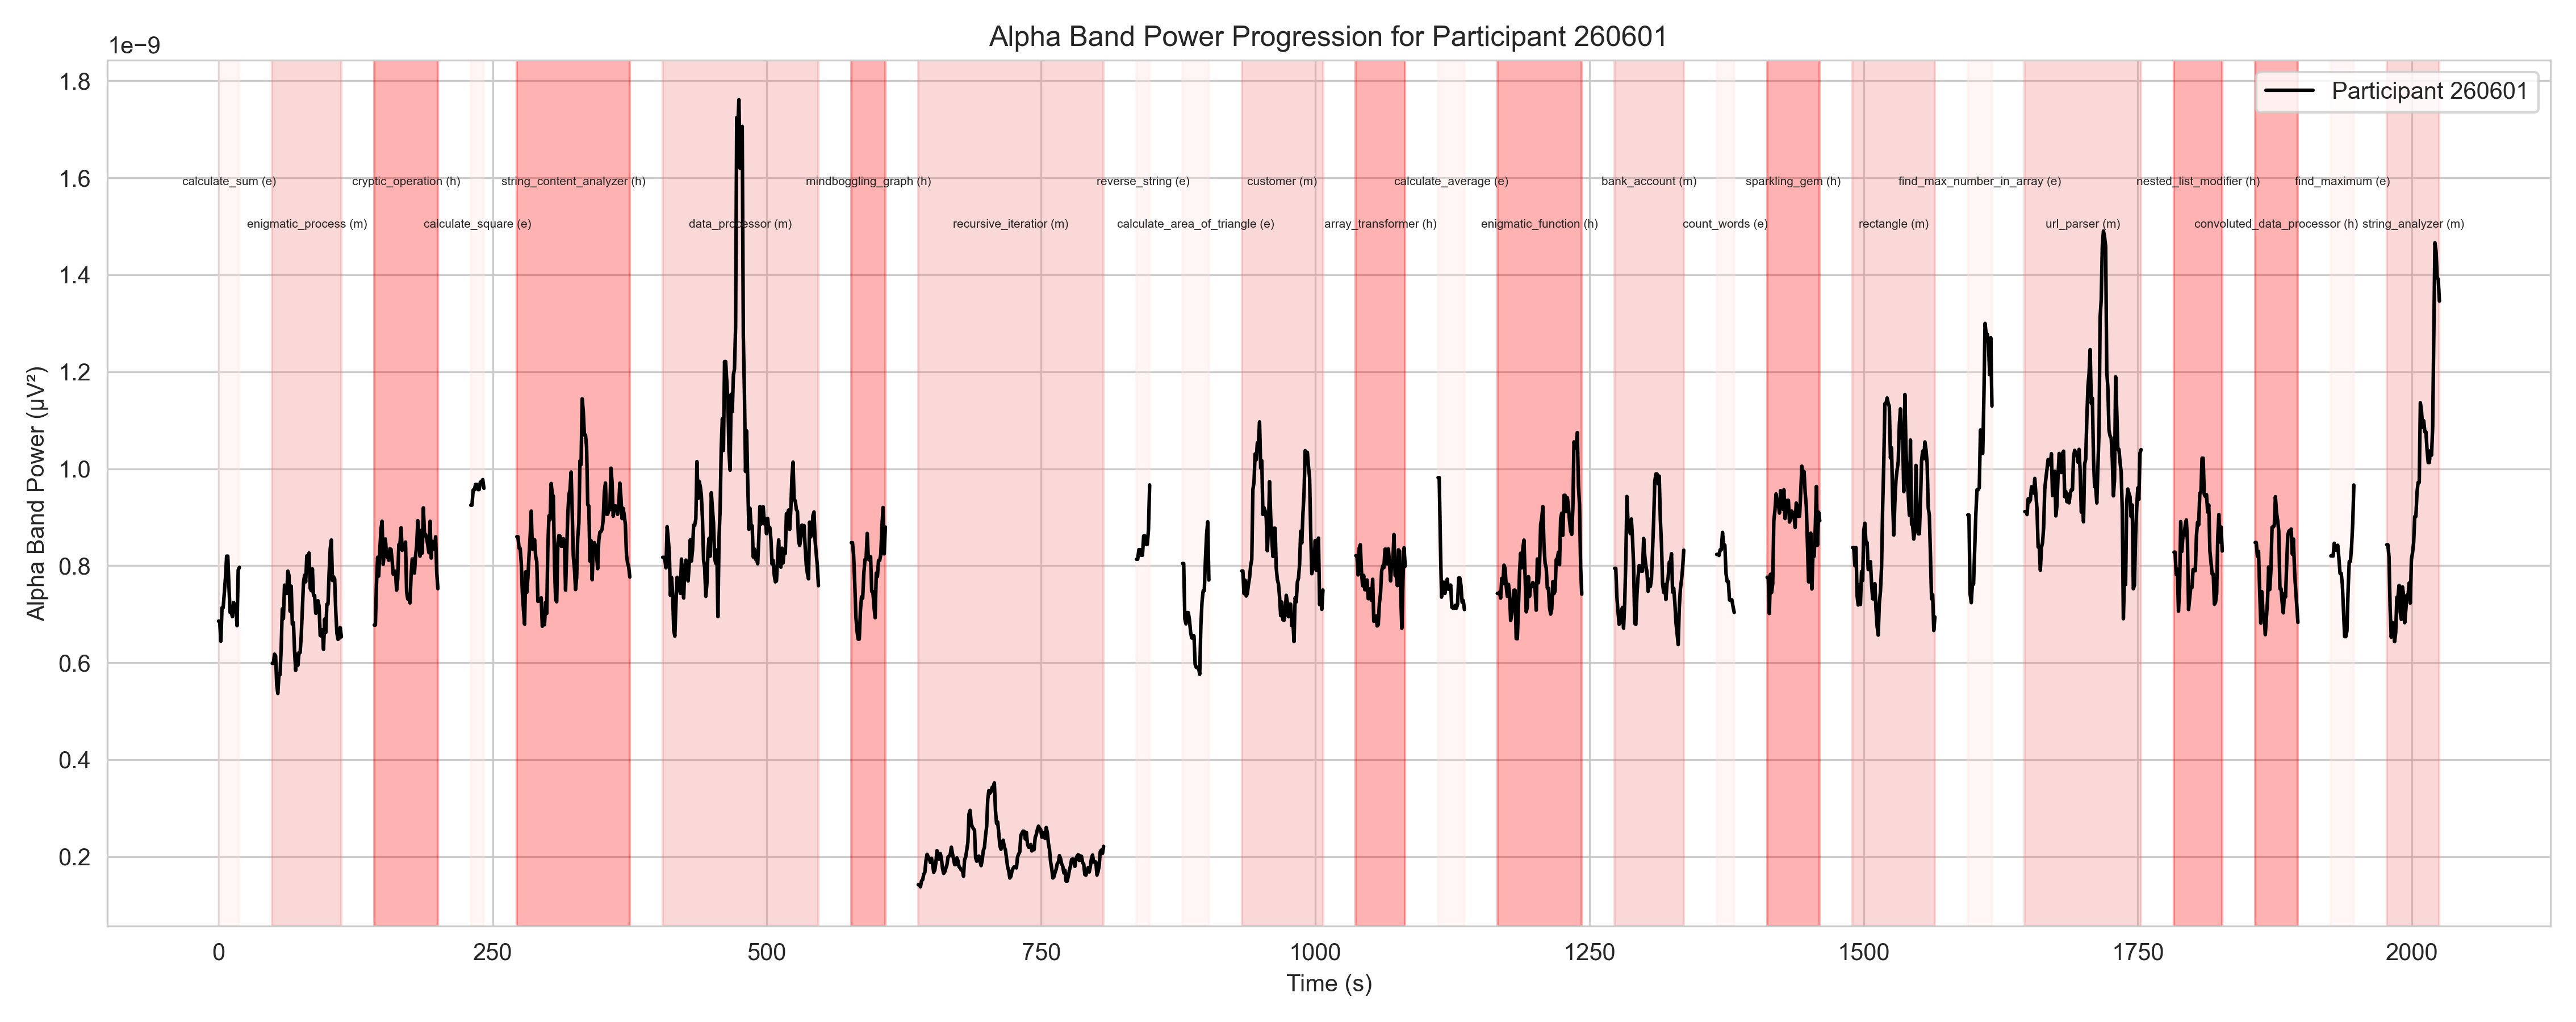 Alpha Band Power Progression for Participant 260601
1e−9
Participant 260601
1.8
1.6
1.4
1.2
1.0
0.8
0.6
0.4
0.2
Alpha Band Power (µV²)
calculate_sum (e)
cryptic_operation (h)
string_content_analyzer (h)
mindboggling_graph (h)
reverse_string (e)
customer (m)
calculate_average (e)
bank_account (m)
sparkling_gem (h)
find_max_number_in_array (e)
nested_list_modifier (h)
find_maximum (e)
enigmatic_process (m)
calculate_square (e)
data_processor (m)
recursive_iteratior (m)
calculate_area_of_triangle (e)
array_transformer (h)
enigmatic_function (h)
count_words (e)
rectangle (m)
url_parser (m)
convoluted_data_processor (h)
string_analyzer (m)
0
250
500
750
1000
1250
1500
1750
2000
Time (s)